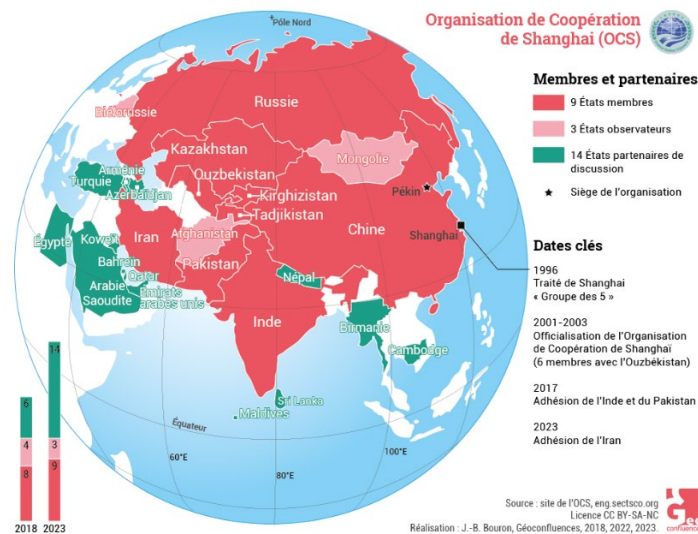 Organisation de Coopération
de Shanghai (OCS)
Membres et partenaires
9 États membres
3 États observateurs
14 États partenaires de
discussion
Siège de l'organisation
Dates clés
1996
Traité de Shanghai
« Groupe des 5 »
2001-2003
Officialisation de l'Organisation
de Coopération de Shanghaï
(6 membres avec l'Ouzbékistan)
2017
Adhésion de l'Inde et du Pakistan
2023
Adhésion de l'Iran
Pôle Nord
Biélorussie
Russie
Kazakhstan
Mongolie
Arménie
Turquie
Ouzbekistan
Azerbaïdjan
Kirghizistan
Pékin
Tadjikistan
Chine
Iran
Afghanistan
Shanghai
Égypte
Koweït
Pakistan
Bahreïn
Qatar
Népal
Arabie
Saoudite
Émirats
arabes unis
Inde
Birmanie
Cambodge
Sri Lanka
Maldives
Équateur
60°E
80°E
100°E
14
6
4
3
8
9
2018
2023
Source : site de l'OCS, eng.sectsco.org
Licence CC BY-SA-NC
Réalisation : J.-B. Bouron, Géoconfluences, 2018, 2022, 2023.
Géo
confluences